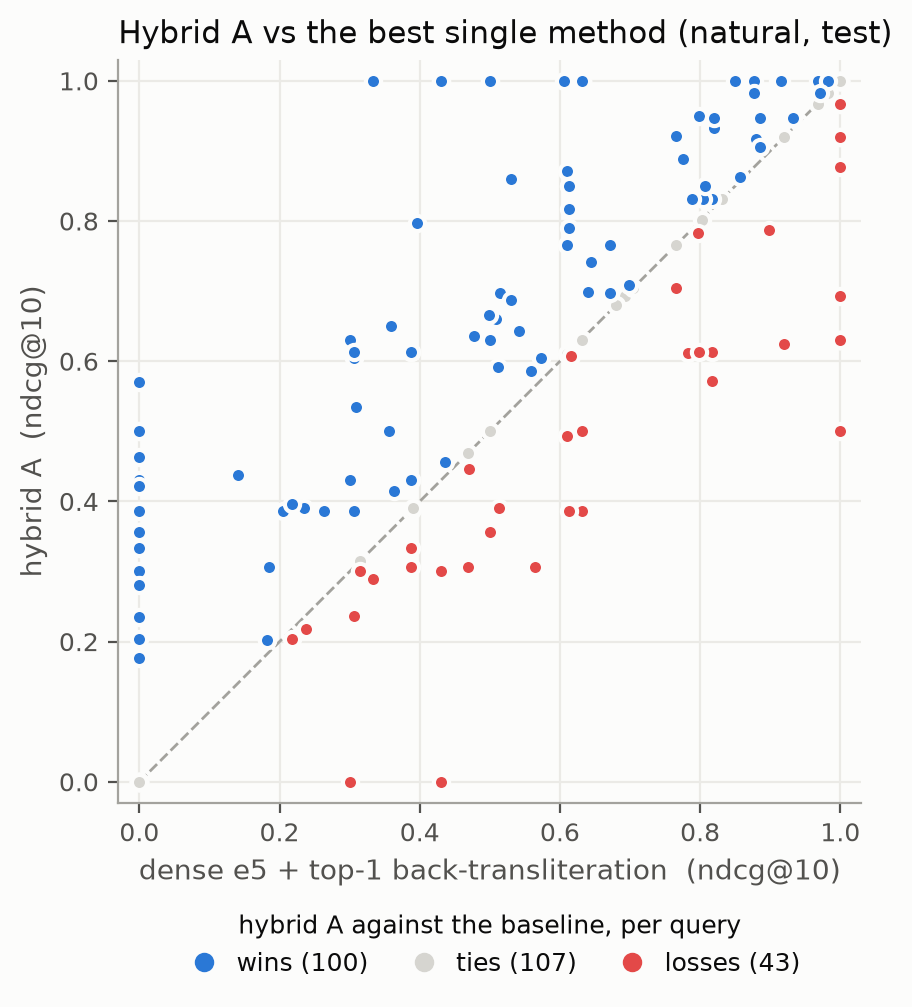 Hybrid A vs the best single method (natural, test)
1.0
0.8
0.6
0.4
0.2
0.0
hybrid A (ndcg@10)
0.0 0.2 0.4 0.6 0.8 1.0
dense e5 + top-1 back-transliteration (ndcg@10)
hybrid A against the baseline, per query
wins (100) ties (107) losses (43)